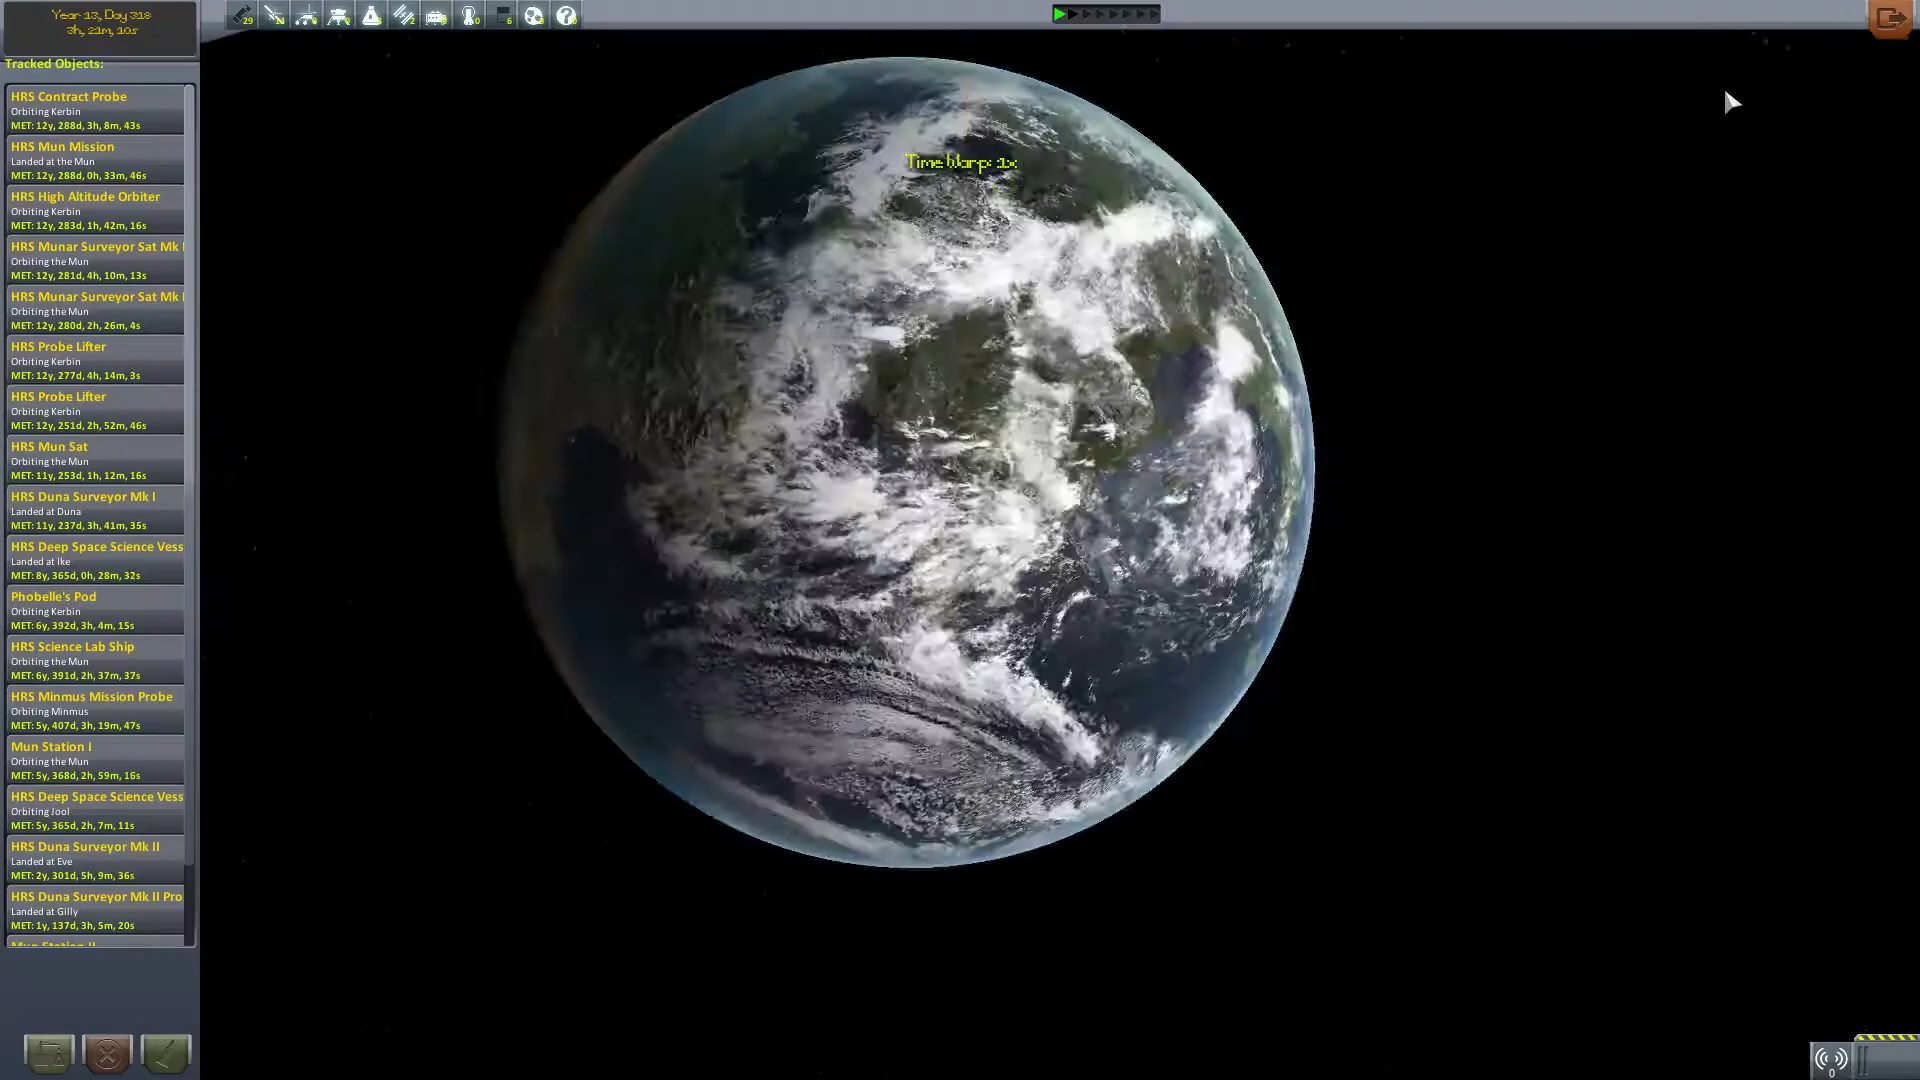 Year 13, Day 318
3h, 21m, 10s
Tracked Objects:
HRS Contract Probe
Orbiting Kerbin
MET: 12y, 288d, 3h, 8m, 43s
HRS Mun Mission
Landed at the Mun
MET: 12y, 288d, 0h, 33m, 46s
HRS High Altitude Orbiter
Orbiting Kerbin
MET: 12y, 283d, 1h, 42m, 16s
HRS Munar Surveyor Sat Mk I
Orbiting the Mun
MET: 12y, 281d, 4h, 10m, 13s
HRS Munar Surveyor Sat Mk I
Orbiting the Mun
MET: 12y, 280d, 2h, 26m, 4s
HRS Probe Lifter
Orbiting Kerbin
MET: 12y, 277d, 4h, 14m, 3s
HRS Probe Lifter
Orbiting Kerbin
MET: 12y, 251d, 2h, 52m, 46s
HRS Mun Sat
Orbiting the Mun
MET: 11y, 253d, 1h, 12m, 16s
HRS Duna Surveyor Mk I
Landed at Duna
MET: 11y, 237d, 3h, 41m, 35s
HRS Deep Space Science Vess
Landed at Ike
MET: 8y, 365d, 0h, 28m, 32s
Phobelle's Pod
Orbiting Kerbin
MET: 6y, 392d, 3h, 4m, 15s
HRS Science Lab Ship
Orbiting the Mun
MET: 6y, 391d, 2h, 37m, 37s
HRS Minmus Mission Probe
Orbiting Minmus
MET: 5y, 407d, 3h, 19m, 47s
Mun Station I
Orbiting the Mun
MET: 5y, 368d, 2h, 59m, 16s
HRS Deep Space Science Vess
Orbiting Jool
MET: 5y, 365d, 2h, 7m, 11s
HRS Duna Surveyor Mk II
Landed at Eve
MET: 2y, 301d, 5h, 9m, 36s
HRS Duna Surveyor Mk II Pro
Landed at Gilly
MET: 1y, 137d, 3h, 5m, 20s
Mun Station II
29
2
0
6
Time Warp: 1x
0